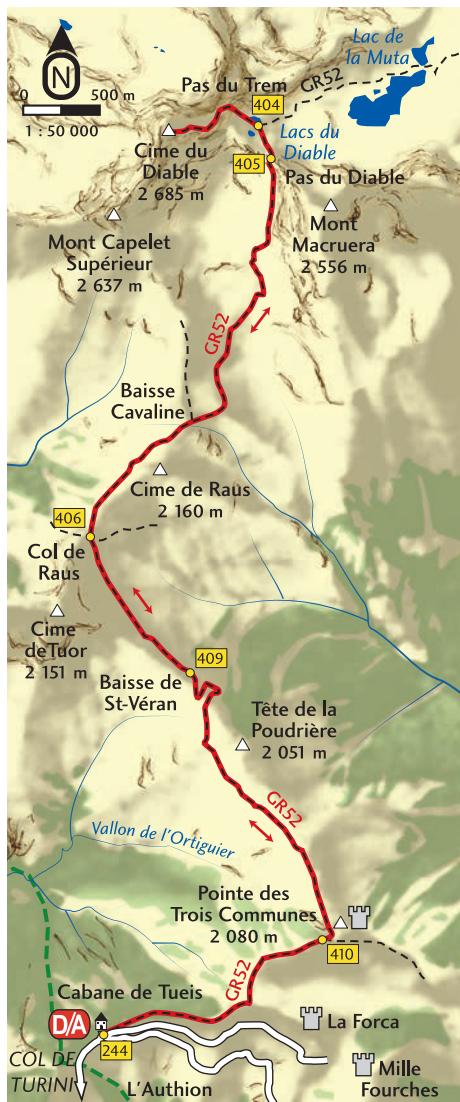 Lac de
la Muta
N
0 500 m
1 : 50 000
Pas du Trem
GR52
404
Lacs du
Diable
Cime du
Diable
2 685 m
405
Pas du Diable
Mont Capelet
Supérieur
2 637 m
Mont
Macruera
2 556 m
GR52
Baisse
Cavaline
Cime de Raus
2 160 m
406
Col de
Raus
Cime
deTuor
2 151 m
409
Baisse de
St-Véran
Tête de la
Poudrière
2 051 m
GR52
Vallon de l'Ortiguier
Pointe des
Trois Communes
2 080 m
410
GR52
Cabane de Tueis
D/A
244
La Forca
COL DE
TURINI
L'Authion
Mille
Fourches